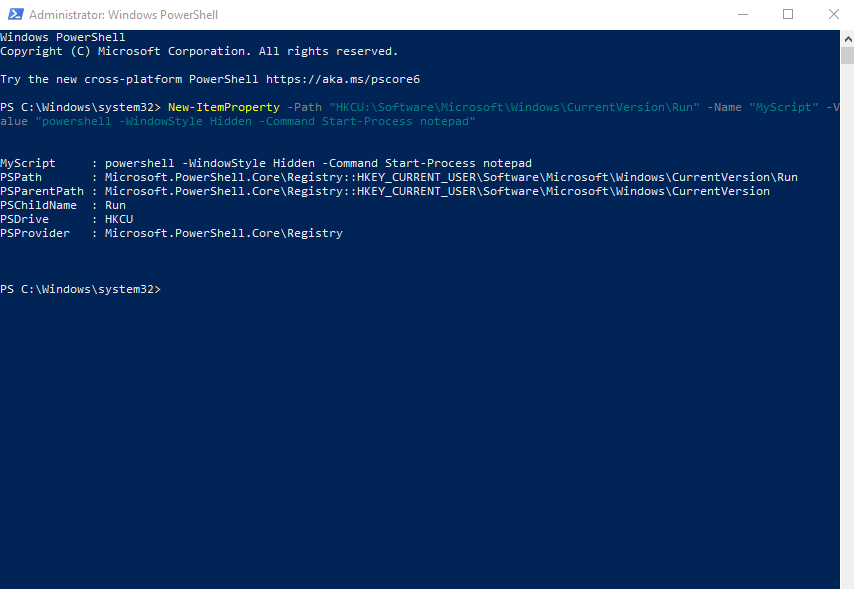 Administrator: Windows PowerShell
Windows PowerShell
Copyright (C) Microsoft Corporation. All rights reserved.
Try the new cross-platform PowerShell https://aka.ms/pscore6
PS C:\Windows\system32> New-ItemProperty -Path "HKCU:\Software\Microsoft\Windows\CurrentVersion\Run" -Name "MyScript" -V
alue "powershell -WindowStyle Hidden -Command Start-Process notepad"
MyScript     : powershell -WindowStyle Hidden -Command Start-Process notepad
PSPath       : Microsoft.PowerShell.Core\Registry::HKEY_CURRENT_USER\Software\Microsoft\Windows\CurrentVersion\Run
PSParentPath : Microsoft.PowerShell.Core\Registry::HKEY_CURRENT_USER\Software\Microsoft\Windows\CurrentVersion
PSChildName  : Run
PSDrive      : HKCU
PSProvider   : Microsoft.PowerShell.Core\Registry
PS C:\Windows\system32>